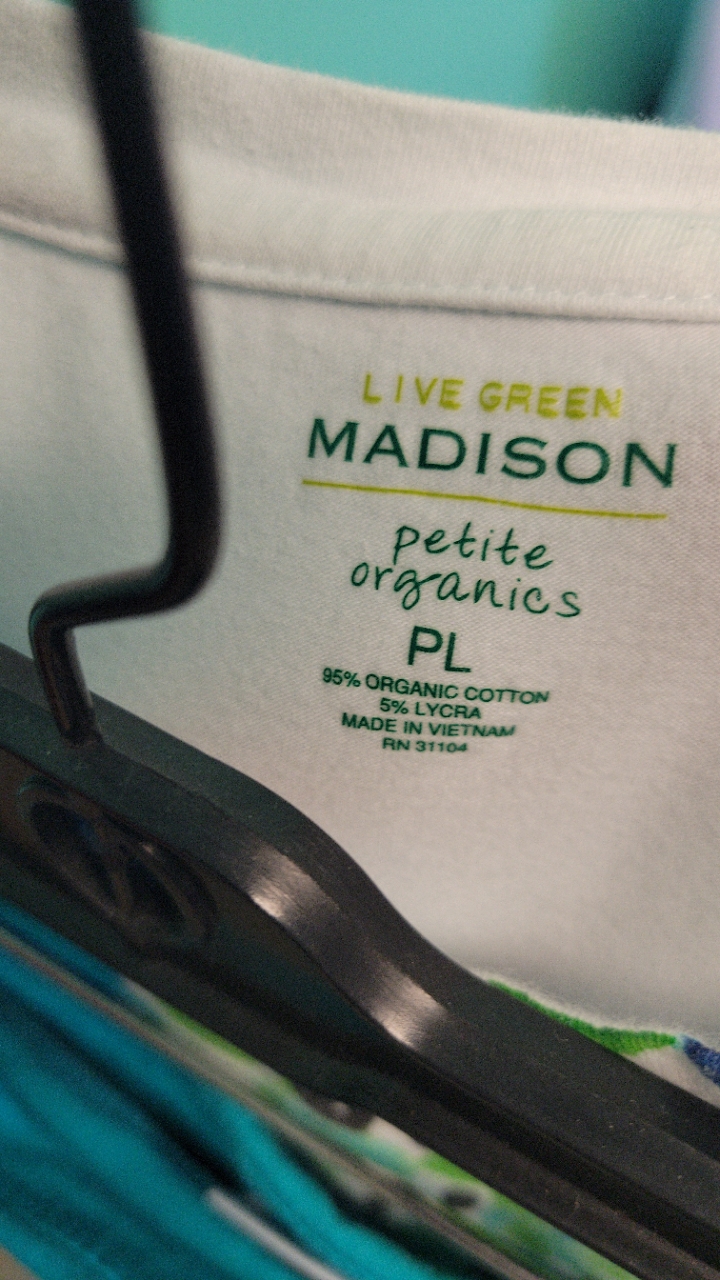 LIVE GREEN
MADISON
petite
organics
PL
95% ORGANIC COTTON
5% LYCRA
MADE IN VIETNAM
RN 31104